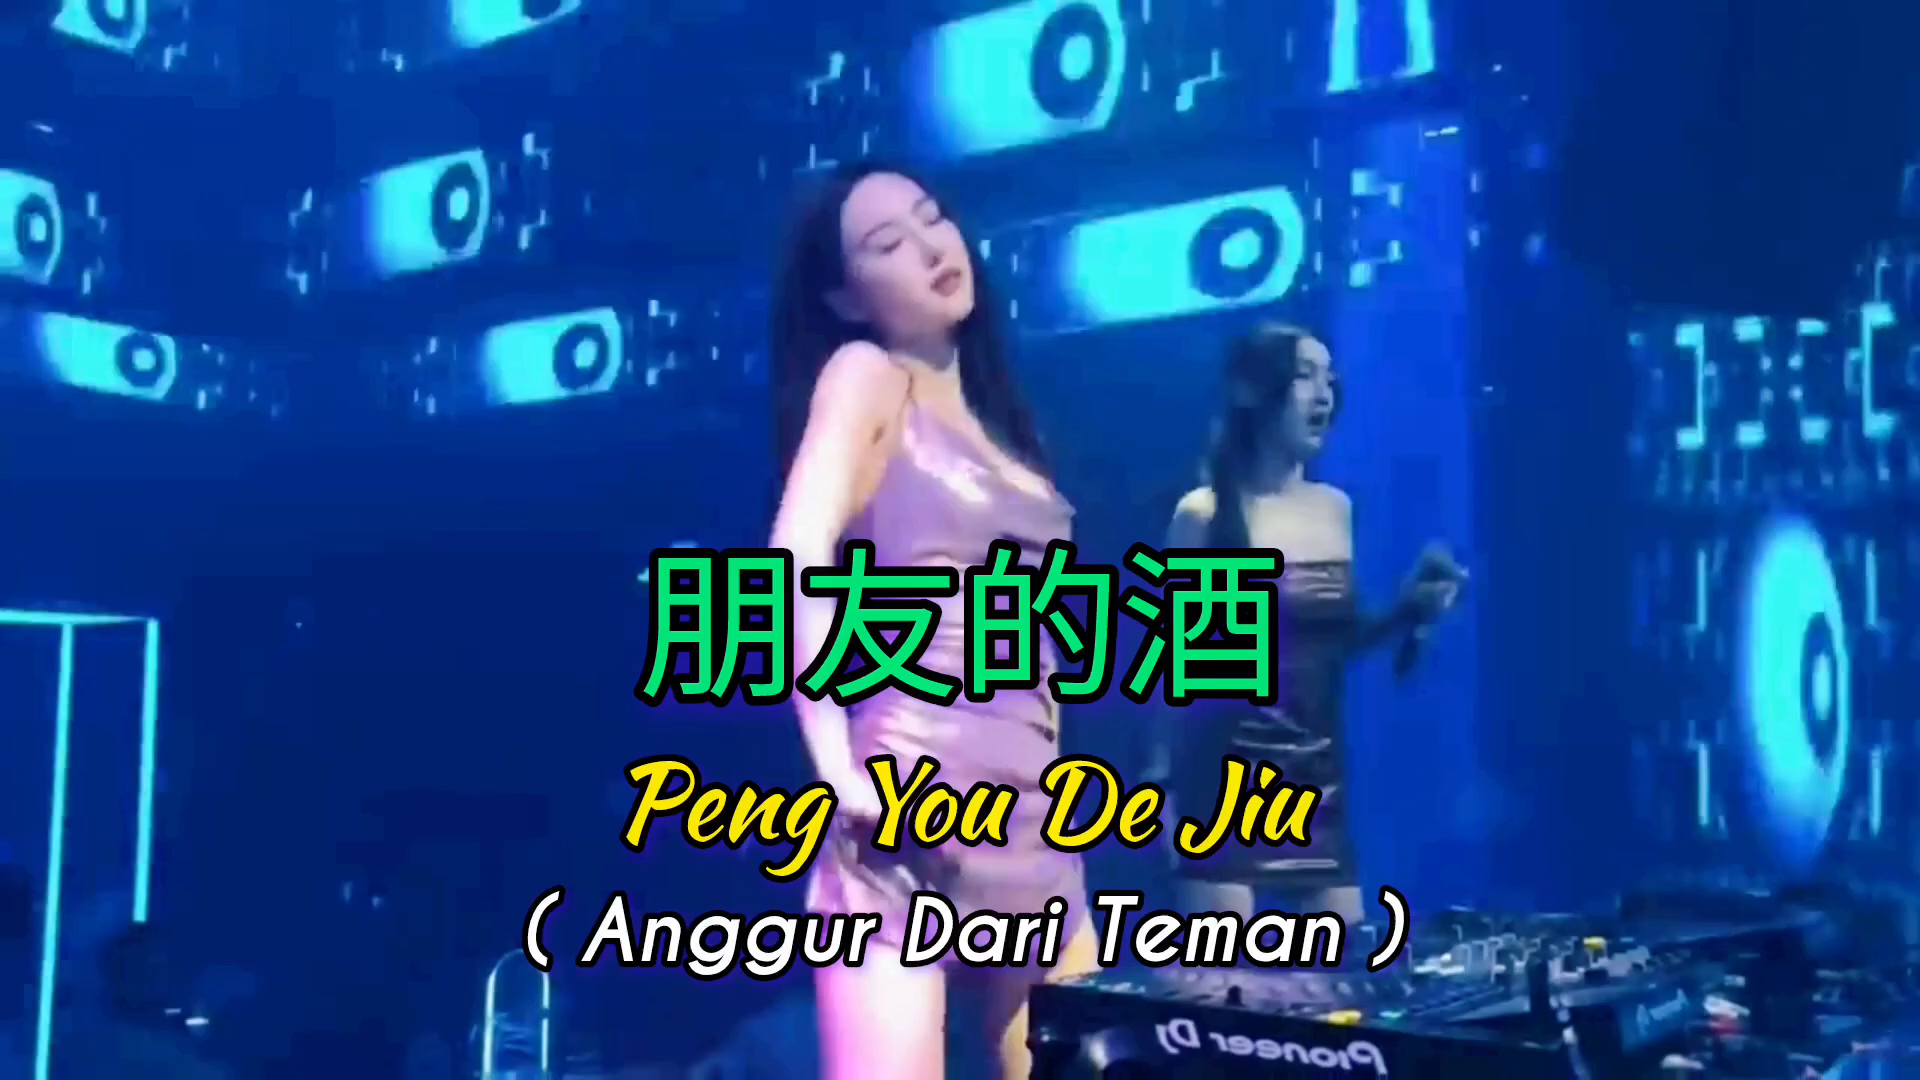 朋友的酒
Peng You De Jiu
( Anggur Dari Teman )
Pioneer Dj